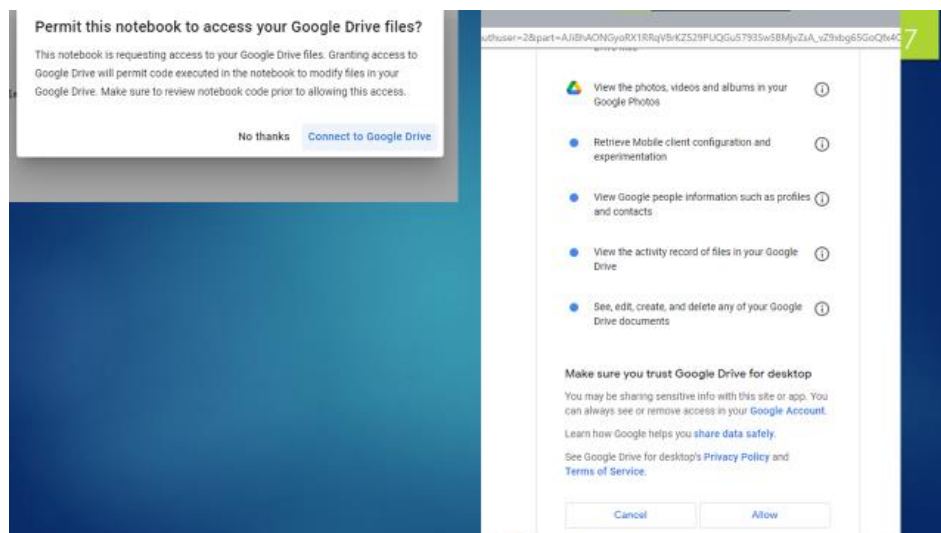 Permit this notebook to access your Google Drive files?
This notebook is requesting access to your Google Drive files. Granting access to
Google Drive will permit code executed in the notebook to modify files in your
Google Drive. Make sure to review notebook code prior to allowing this access.
No thanks Connect to Google Drive
7
View the photos, videos and albums in your
Google Photos
Retrieve Mobile client configuration and
experimentation
View Google people information such as profiles
and contacts
View the activity record of files in your Google
Drive
See, edit, create, and delete any of your Google
Drive documents
Make sure you trust Google Drive for desktop
You may be sharing sensitive info with this site or app. You
can always see or remove access in your Google Account.
Learn how Google helps you share data safely.
See Google Drive for desktop's Privacy Policy and
Terms of Service.
Cancel Allow